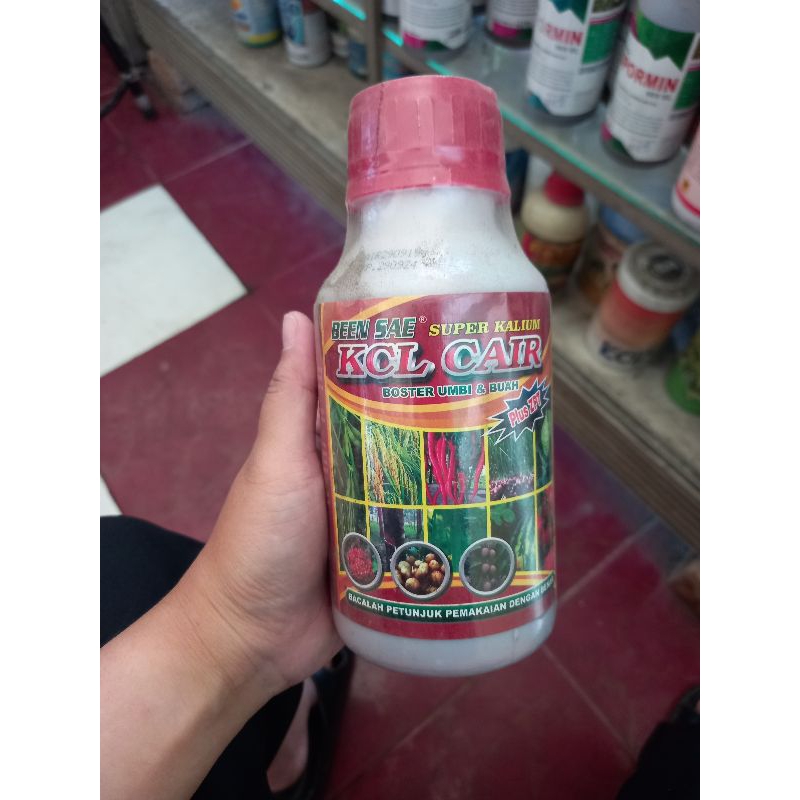 BEEN SAE® SUPER KALIUM
KCL CAIR
BOSTER UMBI & BUAH
Plus ZPT
BACALAH PETUNJUK PEMAKAIAN DENGAN